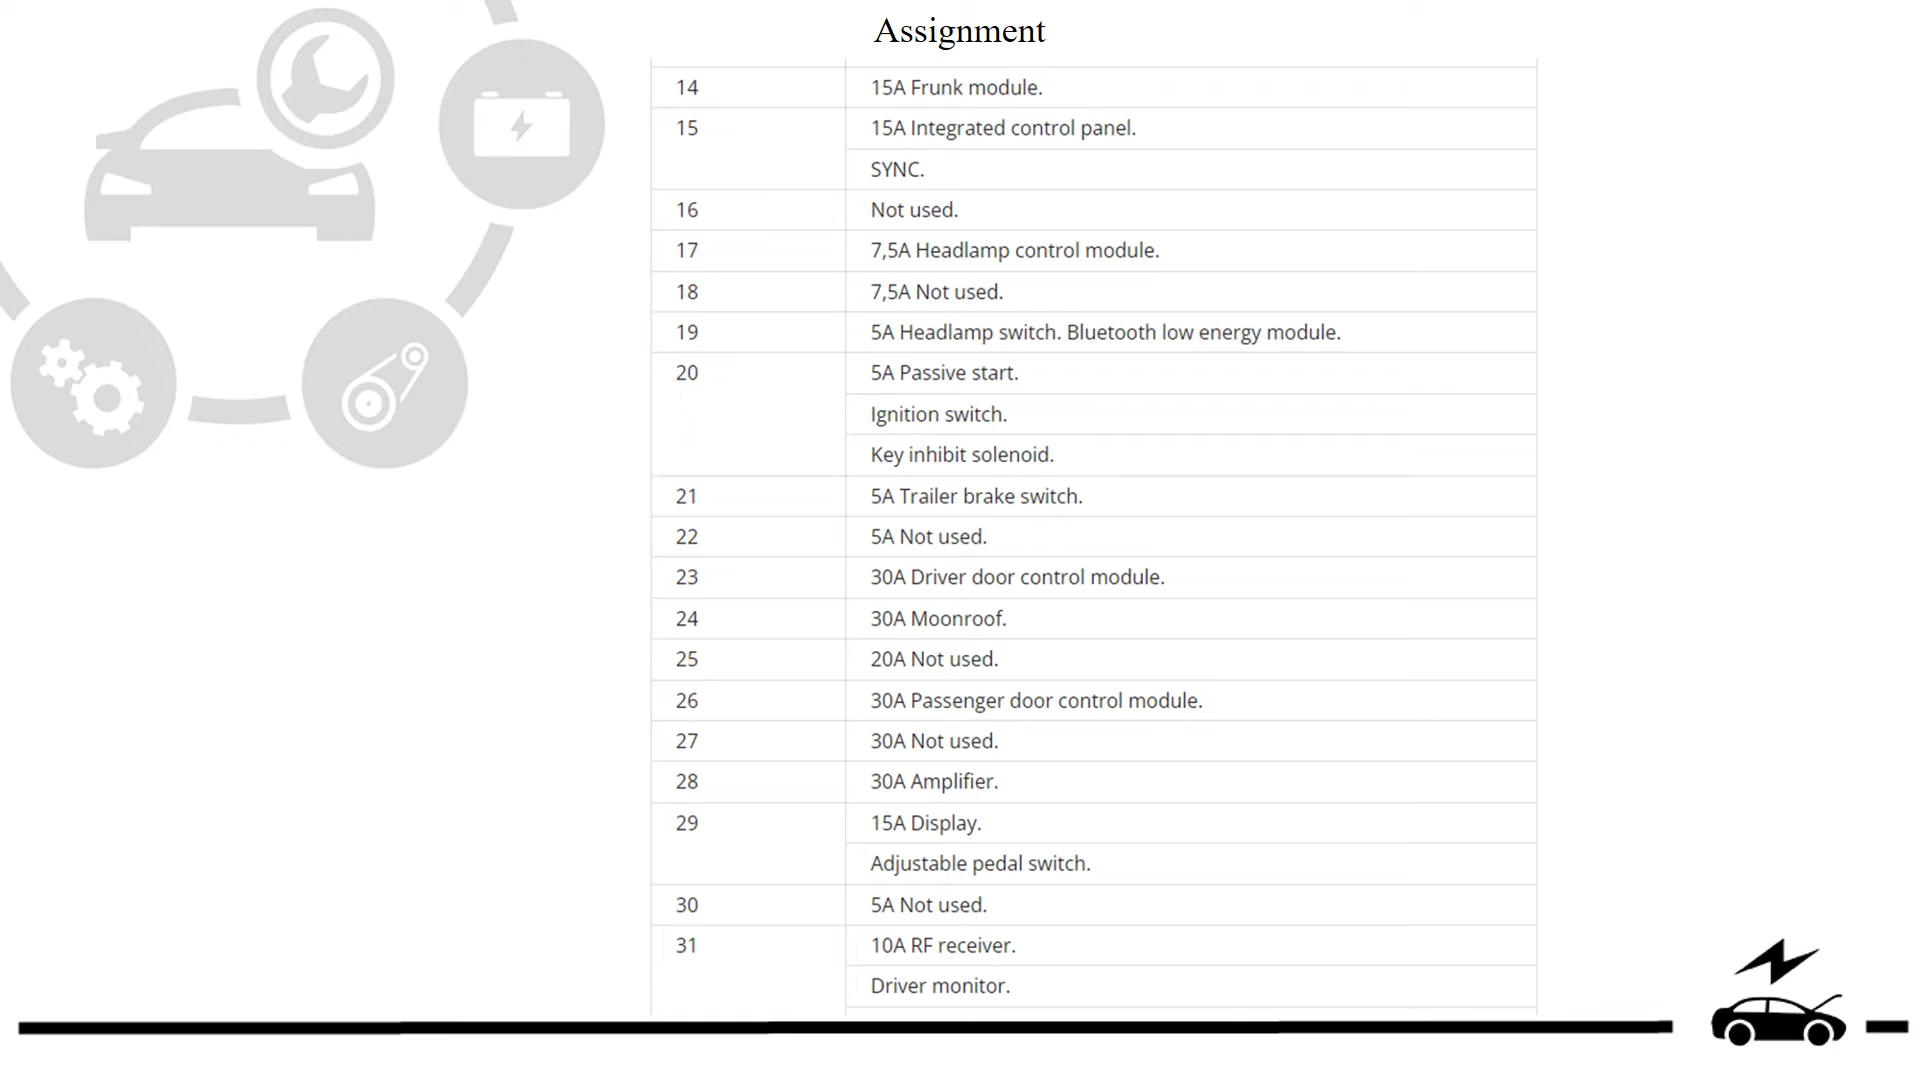 Assignment
14 15A Frunk module.
15 15A Integrated control panel.
SYNC.
16 Not used.
17 7,5A Headlamp control module.
18 7,5A Not used.
19 5A Headlamp switch. Bluetooth low energy module.
20 5A Passive start.
Ignition switch.
Key inhibit solenoid.
21 5A Trailer brake switch.
22 5A Not used.
23 30A Driver door control module.
24 30A Moonroof.
25 20A Not used.
26 30A Passenger door control module.
27 30A Not used.
28 30A Amplifier.
29 15A Display.
Adjustable pedal switch.
30 5A Not used.
31 10A RF receiver.
Driver monitor.